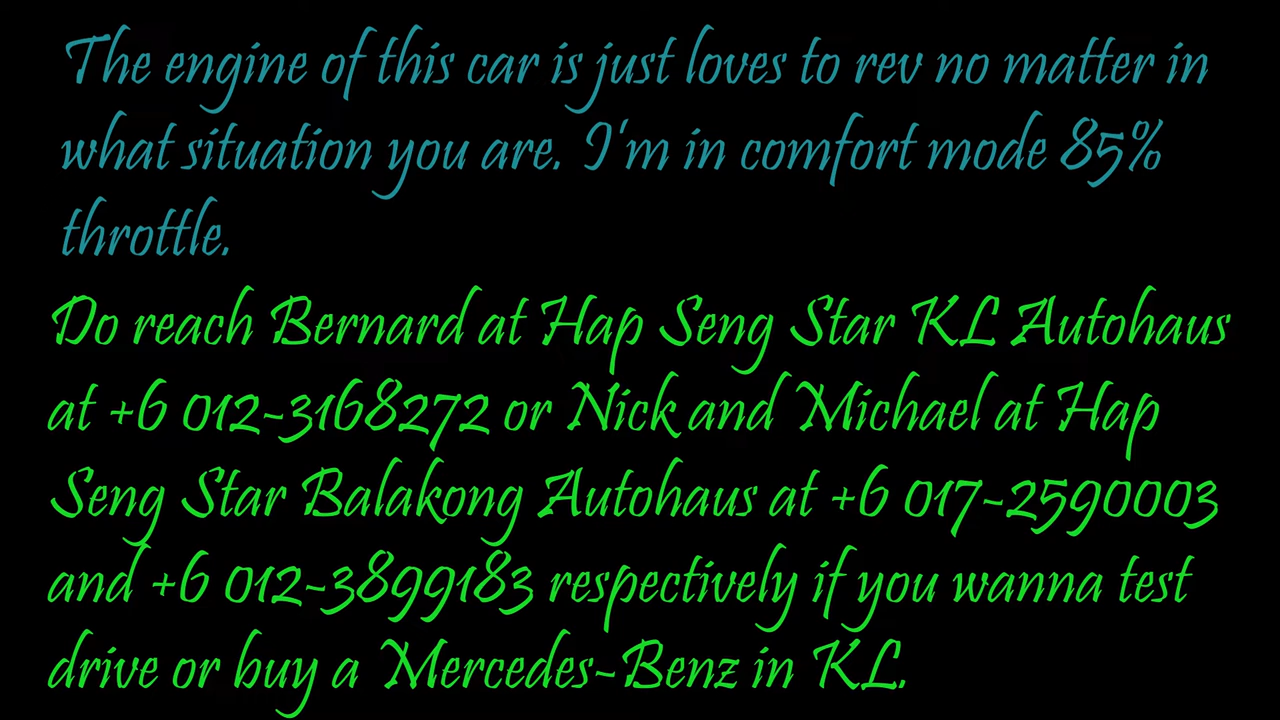 The engine of this car is just loves to rev no matter in
what situation you are. I'm in comfort mode 85%
throttle.
Do reach Bernard at Hap Seng Star KL Autohaus
at +6 012-3168272 or Nick and Michael at Hap
Seng Star Balakong Autohaus at +6 017-2590003
and +6 012-3899183 respectively if you wanna test
drive or buy a Mercedes-Benz in KL.